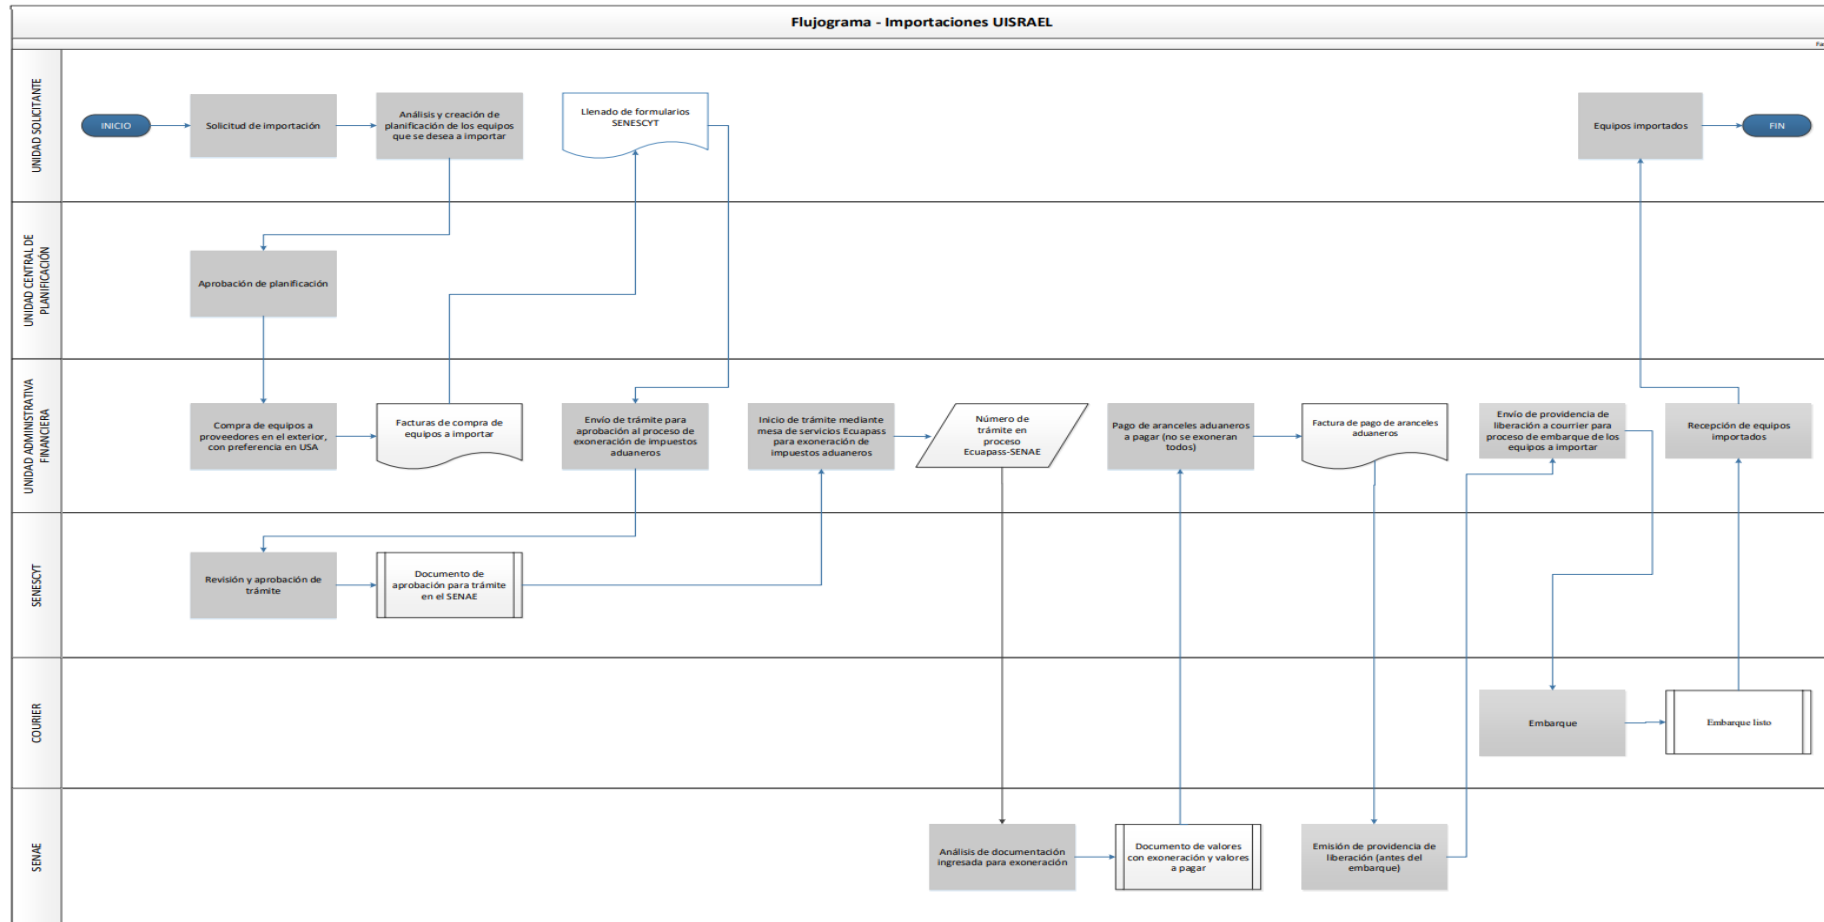 Flujograma - Importaciones UISRAEL
UNIDAD SOLICITANTE
INICIO
Solicitud de importación
Análisis y creación de
planificación de los equipos
que se desea a importar
Llenado de formularios
SENESCYT
Equipos importados
FIN
UNIDAD CENTRAL DE
PLANIFICACIÓN
Aprobación de planificación
UNIDAD ADMINISTRATIVA
FINANCIERA
Compra de equipos a
proveedores en el exterior,
con preferencia en USA
Facturas de compra de
equipos a importar
Envío de trámite para
aprobación al proceso de
exoneración de impuestos
aduaneros
Inicio de trámite mediante
mesa de servicios Ecuapass
para exoneración de
impuestos aduaneros
Número de
trámite en
proceso
Ecuapass-SENAE
Pago de aranceles aduaneros
a pagar (no se exoneran
todos)
Factura de pago de aranceles
aduaneros
Envío de providencia de
liberación a courrier para
proceso de embarque de los
equipos a importar
Recepción de equipos
importados
SENESCYT
Revisión y aprobación de
trámite
Documento de
aprobación para trámite
en el SENAE
COURIER
Embarque
Embarque listo
SENAE
Análisis de documentación
ingresada para exoneración
Documento de valores
con exoneración y valores
a pagar
Emisión de providencia de
liberación (antes del
embarque)